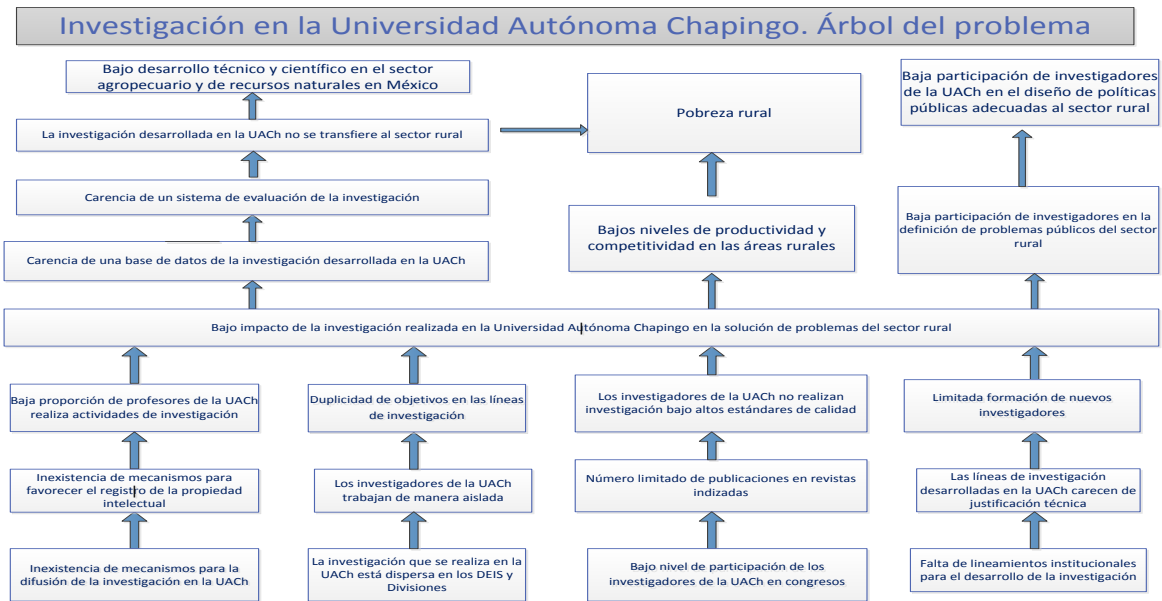 Investigación en la Universidad Autónoma Chapingo. Árbol del problema
Bajo desarrollo técnico y científico en el sector
agropecuario y de recursos naturales en México
Pobreza rural
Baja participación de investigadores
de la UACh en el diseño de políticas
públicas adecuadas al sector rural
La investigación desarrollada en la UACh no se transfiere al sector rural
Carencia de un sistema de evaluación de la investigación
Bajos niveles de productividad y
competitividad en las áreas rurales
Baja participación de investigadores en la
definición de problemas públicos del sector
rural
Carencia de una base de datos de la investigación desarrollada en la UACh
Bajo impacto de la investigación realizada en la Universidad Autónoma Chapingo en la solución de problemas del sector rural
Baja proporción de profesores de la UACh
realiza actividades de investigación
Duplicidad de objetivos en las líneas
de investigación
Los investigadores de la UACh no realizan
investigación bajo altos estándares de calidad
Limitada formación de nuevos
investigadores
Inexistencia de mecanismos para
favorecer el registro de la propiedad
intelectual
Los investigadores de la UACh
trabajan de manera aislada
Número limitado de publicaciones en revistas
indizadas
Las líneas de investigación
desarrolladas en la UACh carecen de
justificación técnica
Inexistencia de mecanismos para la
difusión de la investigación en la UACh
La investigación que se realiza en la
UACh está dispersa en los DEIS y
Divisiones
Bajo nivel de participación de los
investigadores de la UACh en congresos
Falta de lineamientos institucionales
para el desarrollo de la investigación